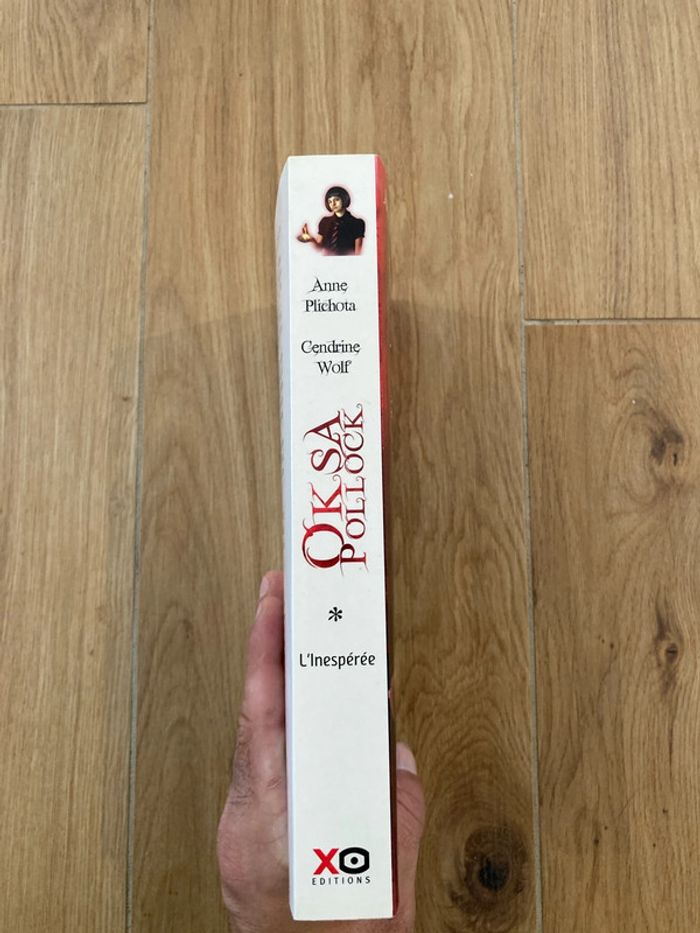 Anne
Plichota
Cendrine
Wolf
OKSA
POLLOCK
*
L'Inespérée
XO
EDITIONS